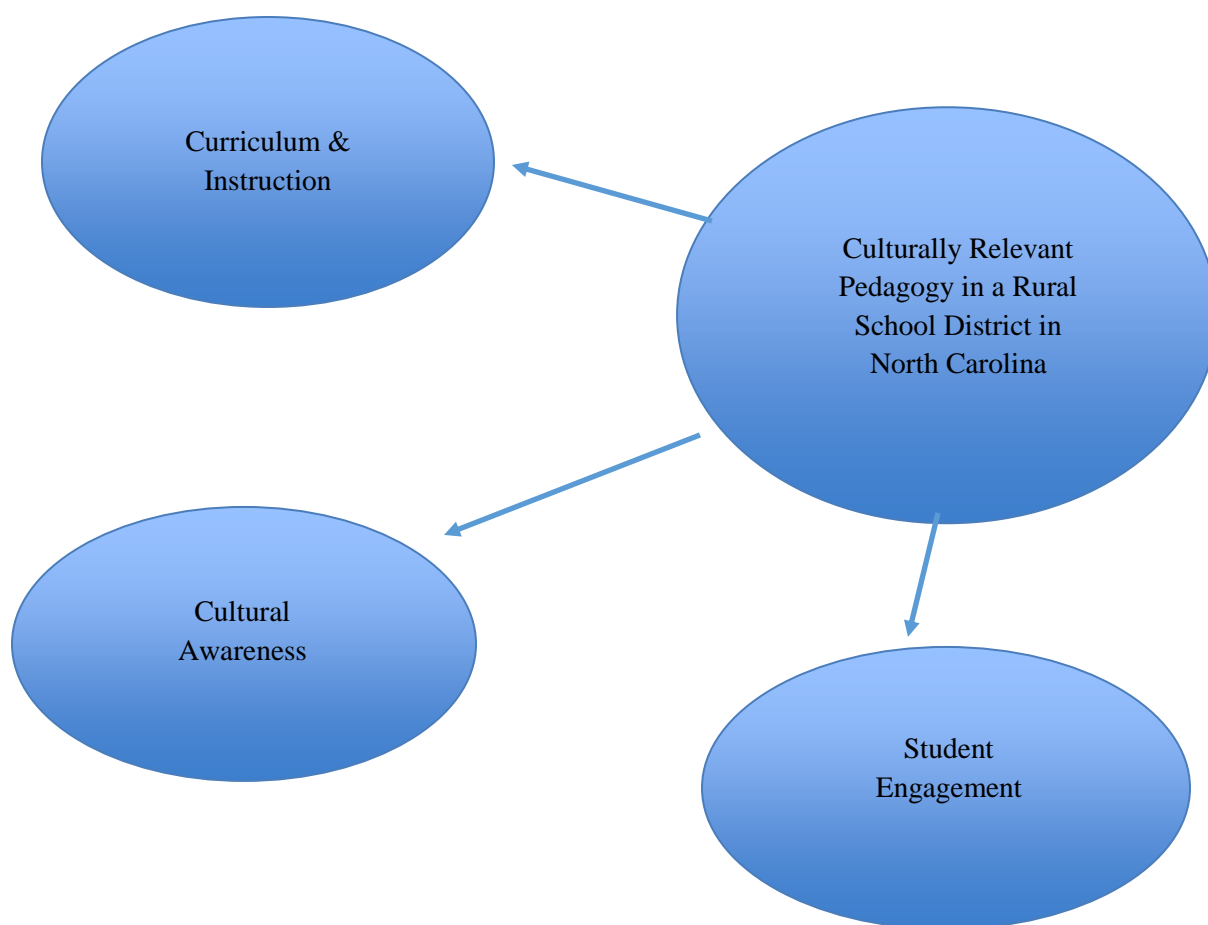 Curriculum &
Instruction
Culturally Relevant
Pedagogy in a Rural
School District in
North Carolina
Cultural
Awareness
Student
Engagement